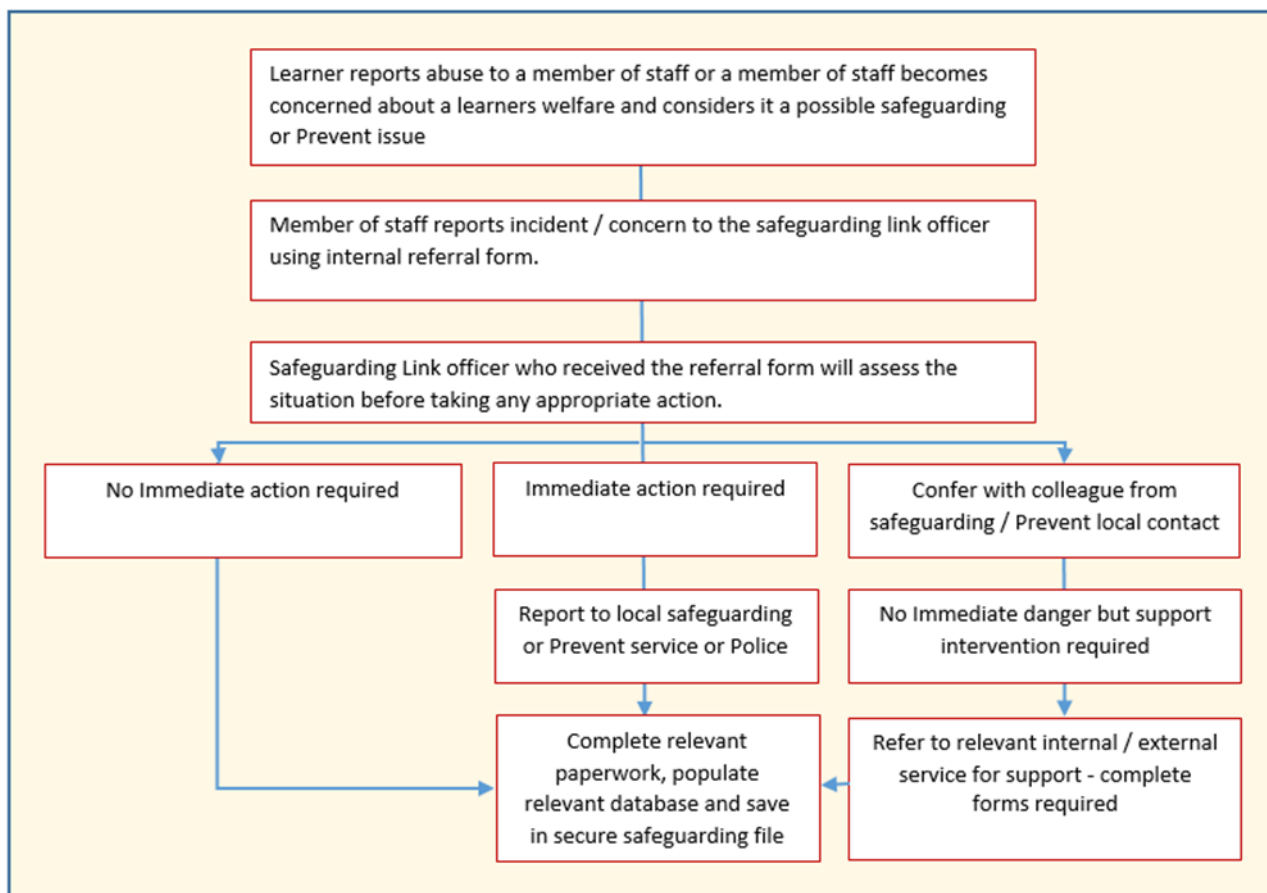 Learner reports abuse to a member of staff or a member of staff becomes
concerned about a learners welfare and considers it a possible safeguarding
or Prevent issue
Member of staff reports incident / concern to the safeguarding link officer
using internal referral form.
Safeguarding Link officer who received the referral form will assess the
situation before taking any appropriate action.
No Immediate action required
Immediate action required
Confer with colleague from
safeguarding / Prevent local contact
Report to local safeguarding
or Prevent service or Police
No Immediate danger but support
intervention required
Complete relevant
paperwork, populate
relevant database and save
in secure safeguarding file
Refer to relevant internal / external
service for support - complete
forms required